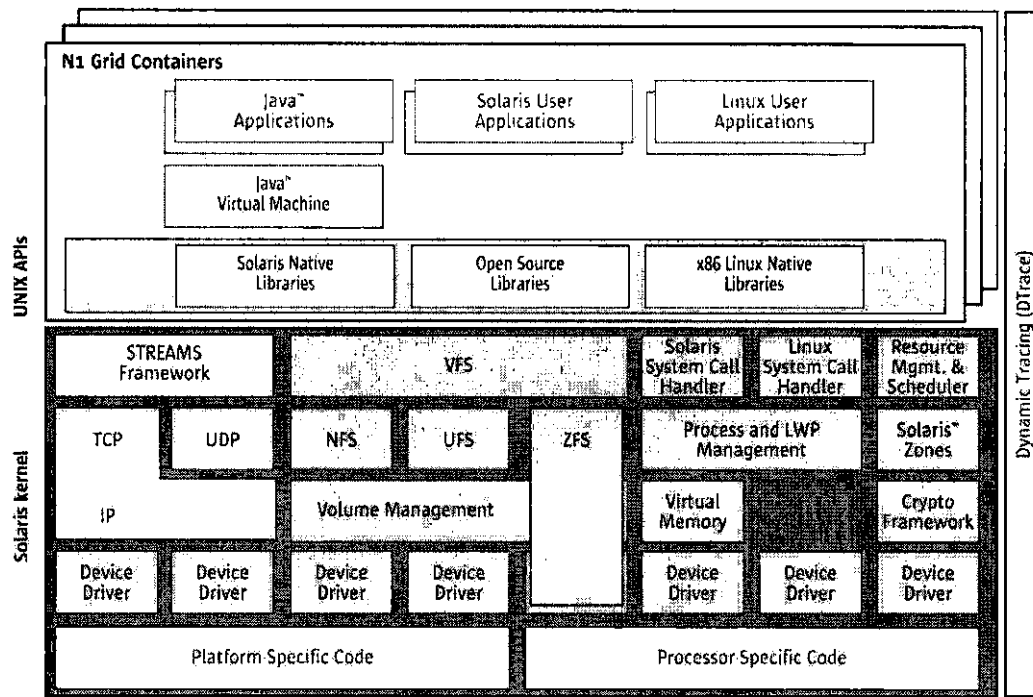 N1 Grid Containers
Java™
Applications
Solaris User
Applications
Linux User
Applications
Java™
Virtual Machine
Solaris Native
Libraries
Open Source
Libraries
x86 Linux Native
Libraries
UNIX APIs
STREAMS
Framework
VFS
Solaris
System Call
Handler
Linux
System Call
Handler
Resource
Mgmt. &
Scheduler
TCP
UDP
NFS
UFS
ZFS
Process and LWP
Management
Solaris™
Zones
IP
Volume Management
Virtual
Memory
Crypto
Framework
Device
Driver
Device
Driver
Device
Driver
Device
Driver
Device
Driver
Device
Driver
Device
Driver
Platform Specific Code
Processor Specific Code
Solaris kernel
Dynamic Tracing (DTrace)